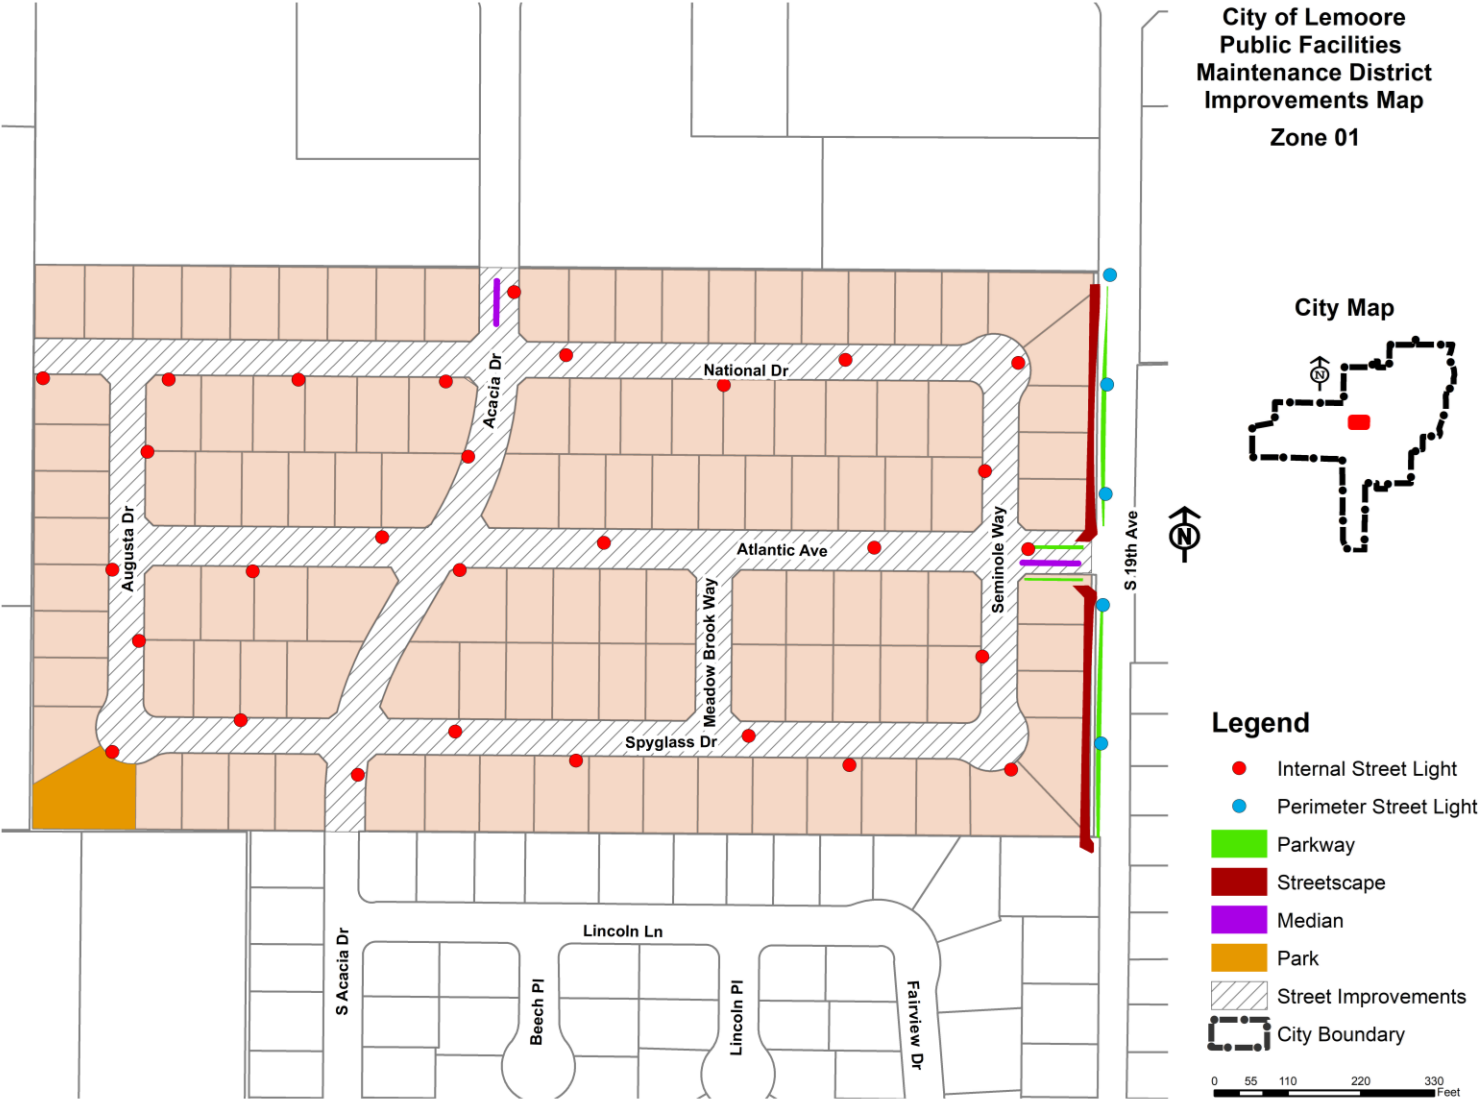 City of Lemoore
Public Facilities
Maintenance District
Improvements Map
Zone 01
City Map
N
National Dr
Acacia Dr
Augusta Dr
Atlantic Ave
Seminole Way
S 19th Ave
N
Meadow Brook Way
Spyglass Dr
Legend
Internal Street Light
Perimeter Street Light
Parkway
Streetscape
Median
Park
Street Improvements
City Boundary
Lincoln Ln
S Acacia Dr
Beech Pl
Lincoln Pl
Fairview Dr
0 55 110 220 330
Feet